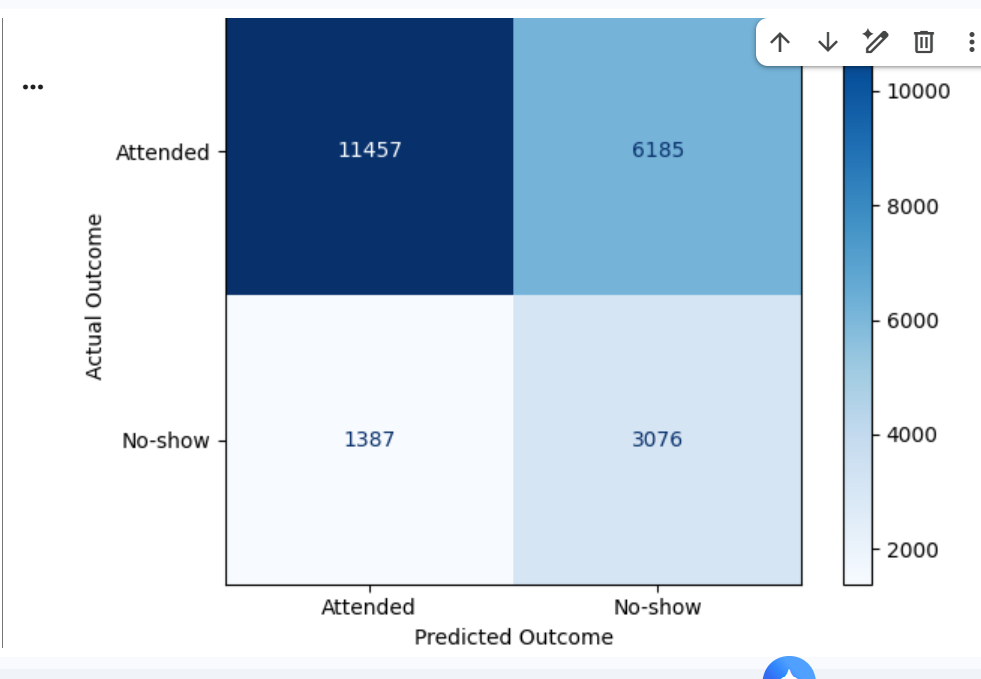 10000
Attended
11457
6185
8000
Actual Outcome
6000
No-show
1387
3076
4000
2000
Attended
No-show
Predicted Outcome